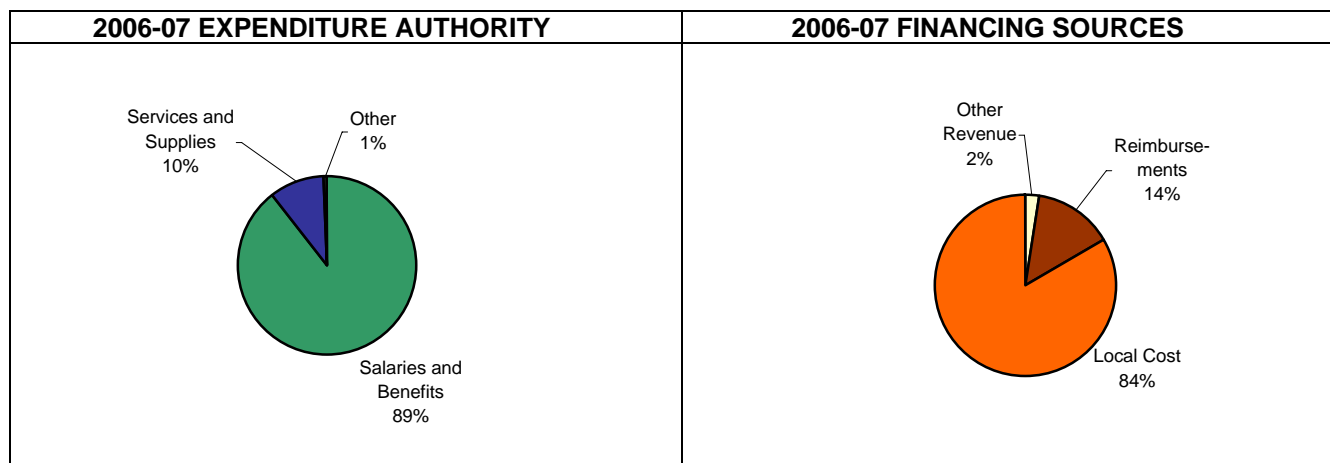 2006-07 EXPENDITURE AUTHORITY
Services and
Supplies
10%
Other
1%
Salaries and
Benefits
89%
2006-07 FINANCING SOURCES
Other
Revenue
2%
Reimburse-
ments
14%
Local Cost
84%